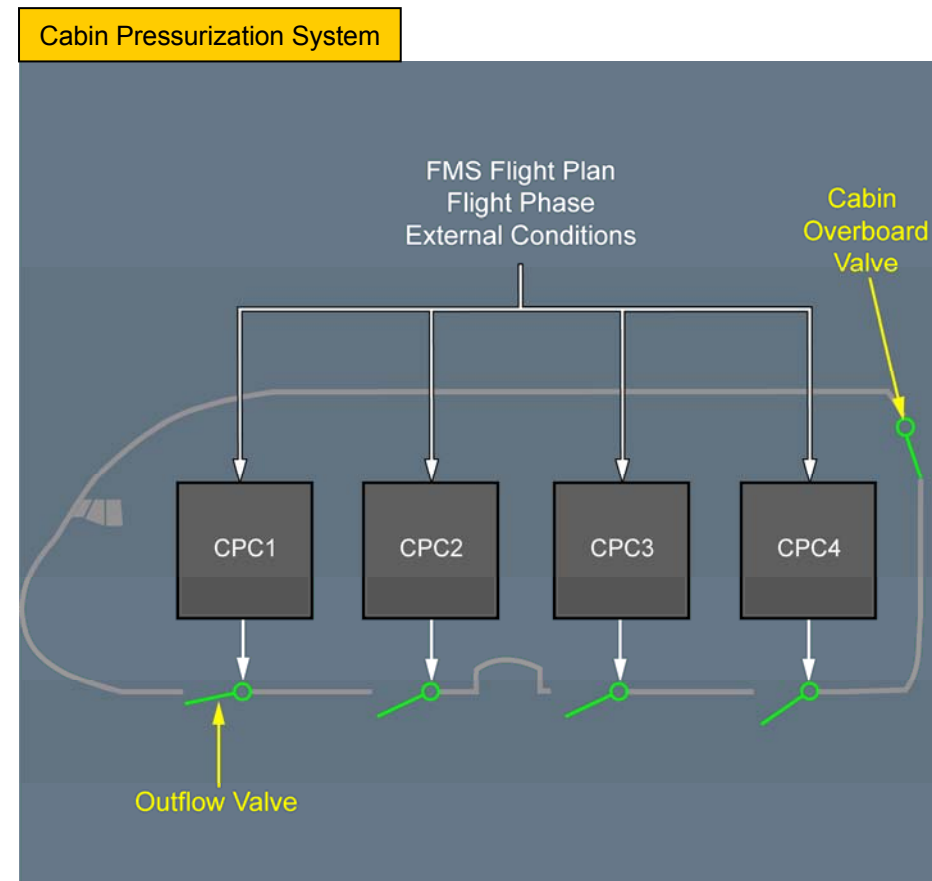 Cabin Pressurization System
FMS Flight Plan
Flight Phase
External Conditions
Cabin
Overboard
Valve
CPC1
CPC2
CPC3
CPC4
Outflow Valve